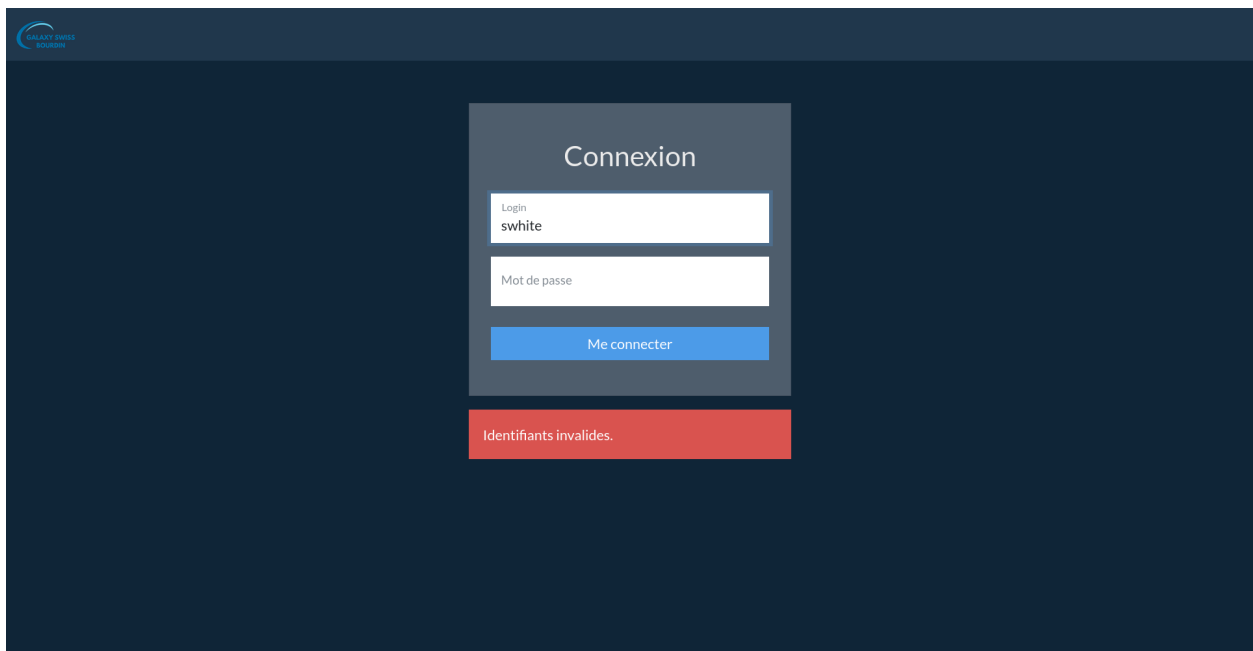 GALAXY SWISS
BOURDIN
Connexion
Login
swhite
Mot de passe
Me connecter
Identifiants invalides.